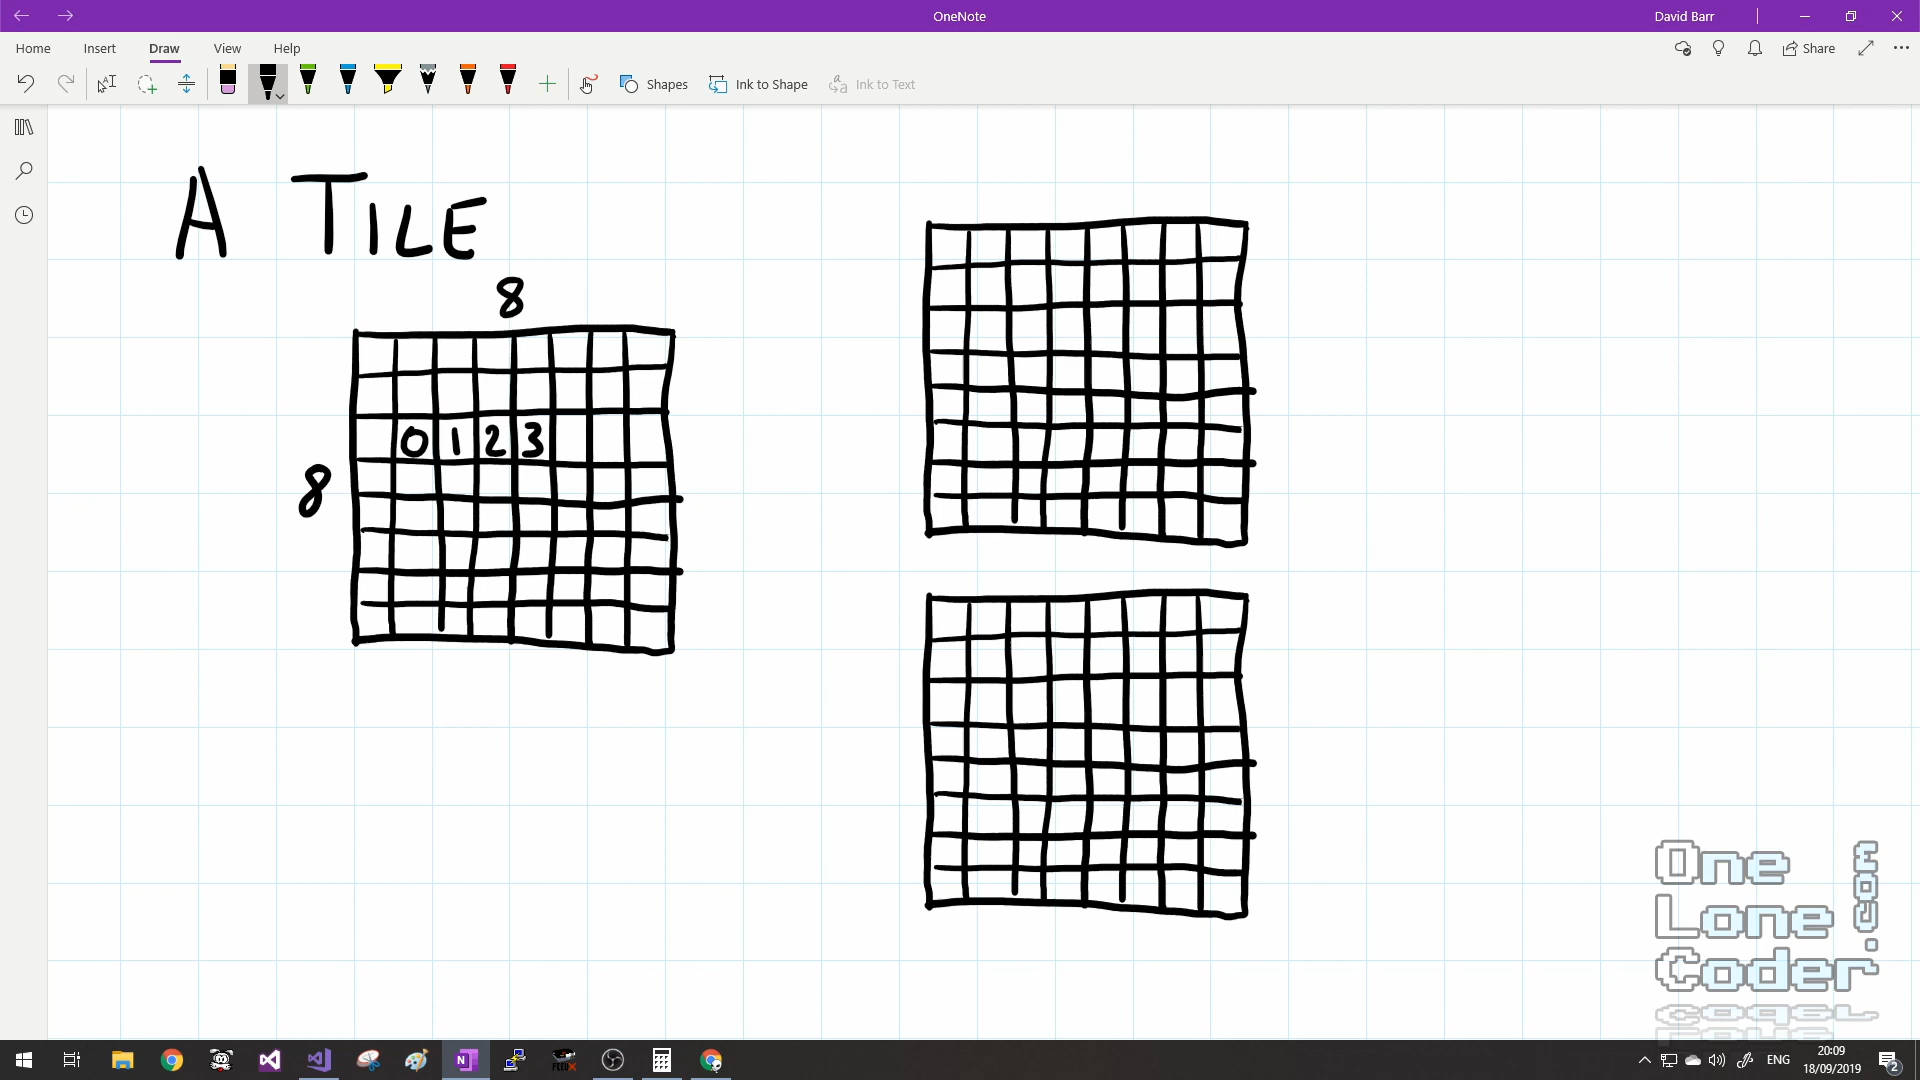 OneNote
David Barr
Home Insert Draw View Help
Share
Shapes
Ink to Shape
Ink to Text
A TILE
8
0 1 2 3
8
One
Lone
Coder
.com
ENG
20:09
18/09/2019
2